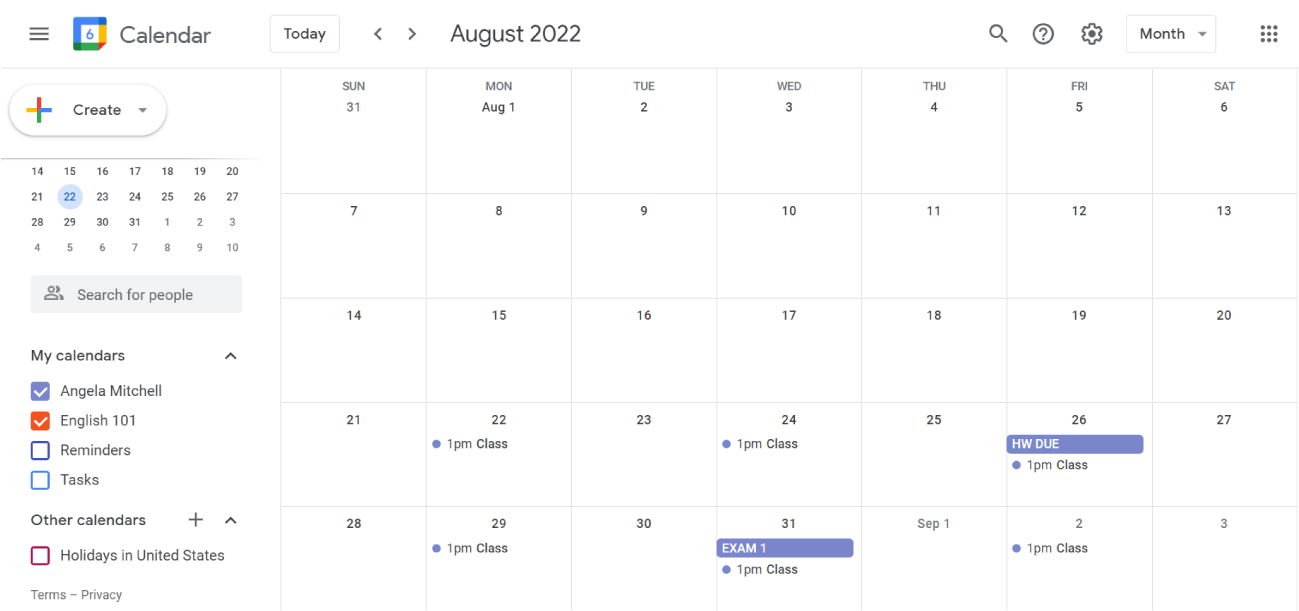 6 Calendar Today August 2022 Month
Create
14 15 16 17 18 19 20
21 22 23 24 25 26 27
28 29 30 31 1 2 3
4 5 6 7 8 9 10
Search for people
My calendars
Angela Mitchell
English 101
Reminders
Tasks
Other calendars
Holidays in United States
Terms – Privacy
SUN MON TUE WED THU FRI SAT
31 Aug 1 2 3 4 5 6
7 8 9 10 11 12 13
14 15 16 17 18 19 20
21 22 23 24 25 26 27
1pm Class 1pm Class HW DUE
1pm Class
28 29 30 31 Sep 1 2 3
1pm Class EXAM 1 1pm Class
1pm Class